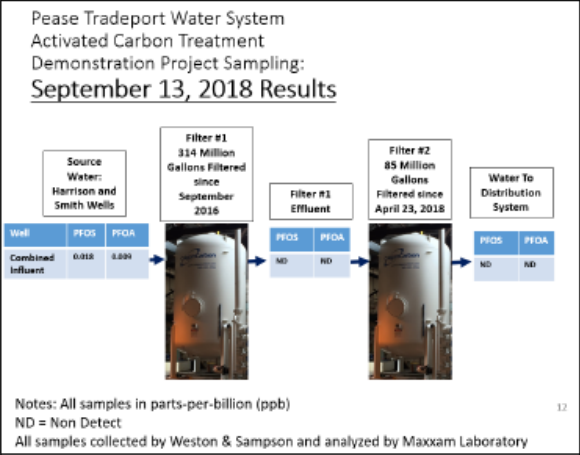 Pease Tradeport Water System
Activated Carbon Treatment
Demonstration Project Sampling:
September 13, 2018 Results
Source
Water:
Harrison and
Smith Wells
Filter #1
314 Million
Gallons Filtered
since
September
2016
Filter #1
Effluent
Filter #2
85 Million
Gallons
Filtered since
April 23, 2018
Water To
Distribution
System
Well PFOS PFOA
Combined
Influent 0.018 0.009
PFOS PFOA
ND ND
PFOS PFOA
ND ND
Notes: All samples in parts-per-billion (ppb)
ND = Non Detect
All samples collected by Weston & Sampson and analyzed by Maxxam Laboratory
12